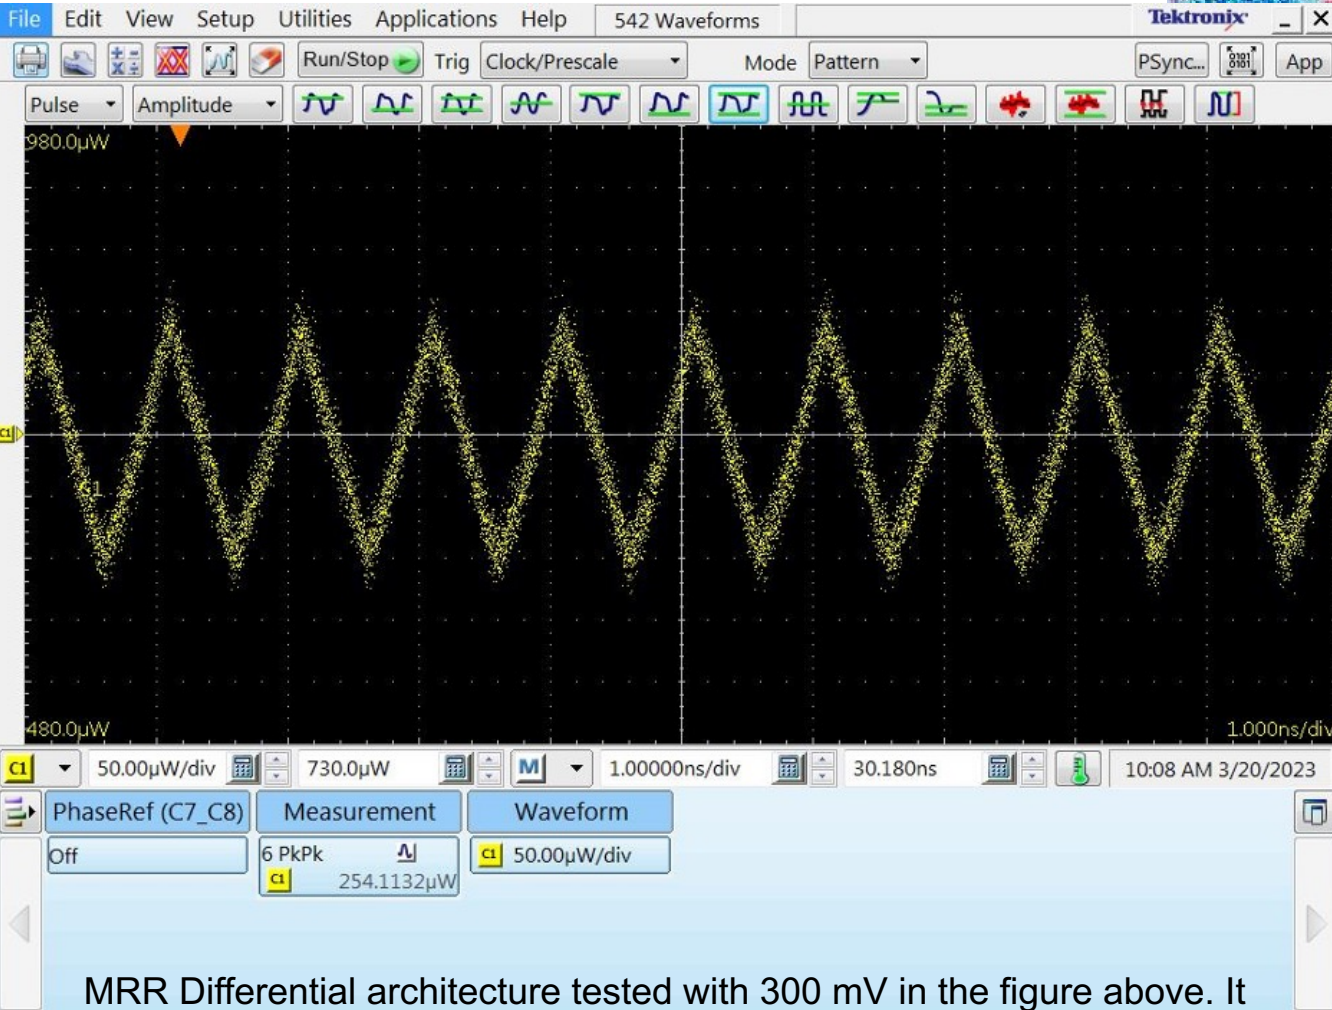 File Edit View Setup Utilities Applications Help 542 Waveforms Tektronix
Run/Stop Trig Clock/Prescale Mode Pattern PSync... App
Pulse Amplitude
980.0µW
C1
C1
480.0µW 1.000ns/div
C1 50.00µW/div 730.0µW M 1.00000ns/div 30.180ns 10:08 AM 3/20/2023
PhaseRef (C7_C8) Measurement Waveform
Off 6 PkPk C1 50.00µW/div
C1 254.1132µW
MRR Differential architecture tested with 300 mV in the figure above. It